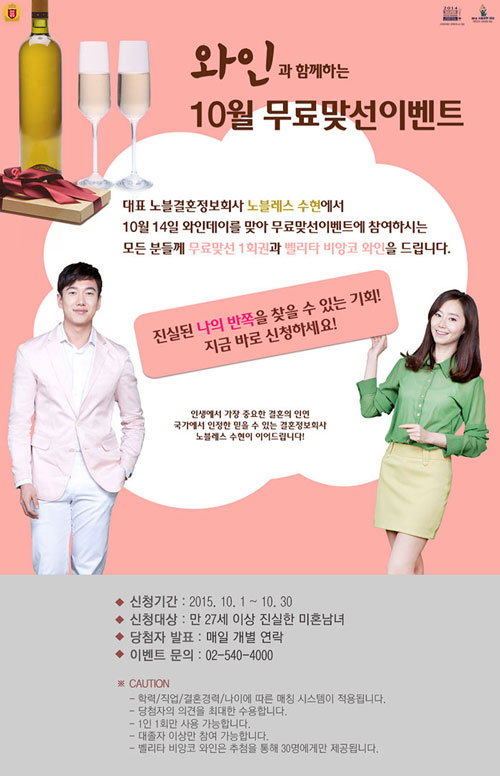 와인과 함께하는
10월 무료맞선이벤트
대표 노블결혼정보회사 노블레스 수현에서
10월 14일 와인데이를 맞아 무료맞선이벤트에 참여하시는
모든 분들께 무료맞선 1회권과 벨리타 비앙코 와인을 드립니다.
진실된 나의 반쪽을 찾을 수 있는 기회!
지금 바로 신청하세요!
인생에서 가장 중요한 결혼의 인연
국가에서 인정한 믿을 수 있는 결혼정보회사
노블레스 수현이 이어드립니다!
◆ 신청기간 : 2015. 10. 1 ~ 10. 30
◆ 신청대상 : 만 27세 이상 진실한 미혼남녀
◆ 당첨자 발표 : 매일 개별 연락
◆ 이벤트 문의 : 02-540-4000
※ CAUTION
- 학력/직업/결혼경력/나이에 따른 매칭 시스템이 적용됩니다.
- 당첨자의 의견을 최대한 수용합니다.
- 1인 1회만 사용 가능합니다.
- 대졸자 이상만 참여 가능합니다.
- 벨리타 비앙코 와인은 추첨을 통해 30명에게만 제공됩니다.